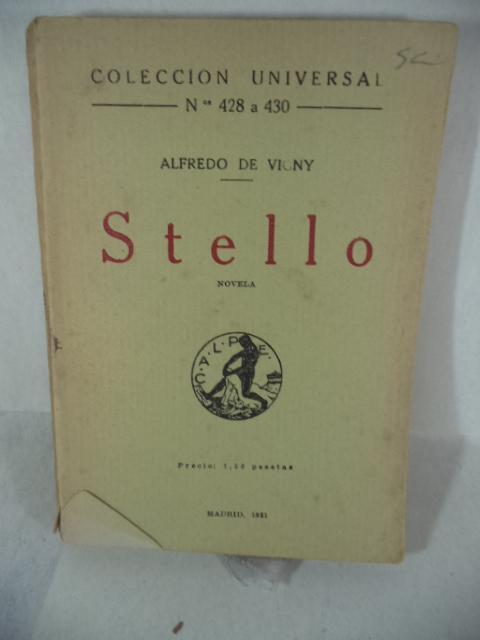 COLECCION UNIVERSAL
Nos 428 a 430
ALFREDO DE VIGNY
Stello
NOVELA
C.A.L.P.E.
Precio: 1,50 pesetas
MADRID, 1921